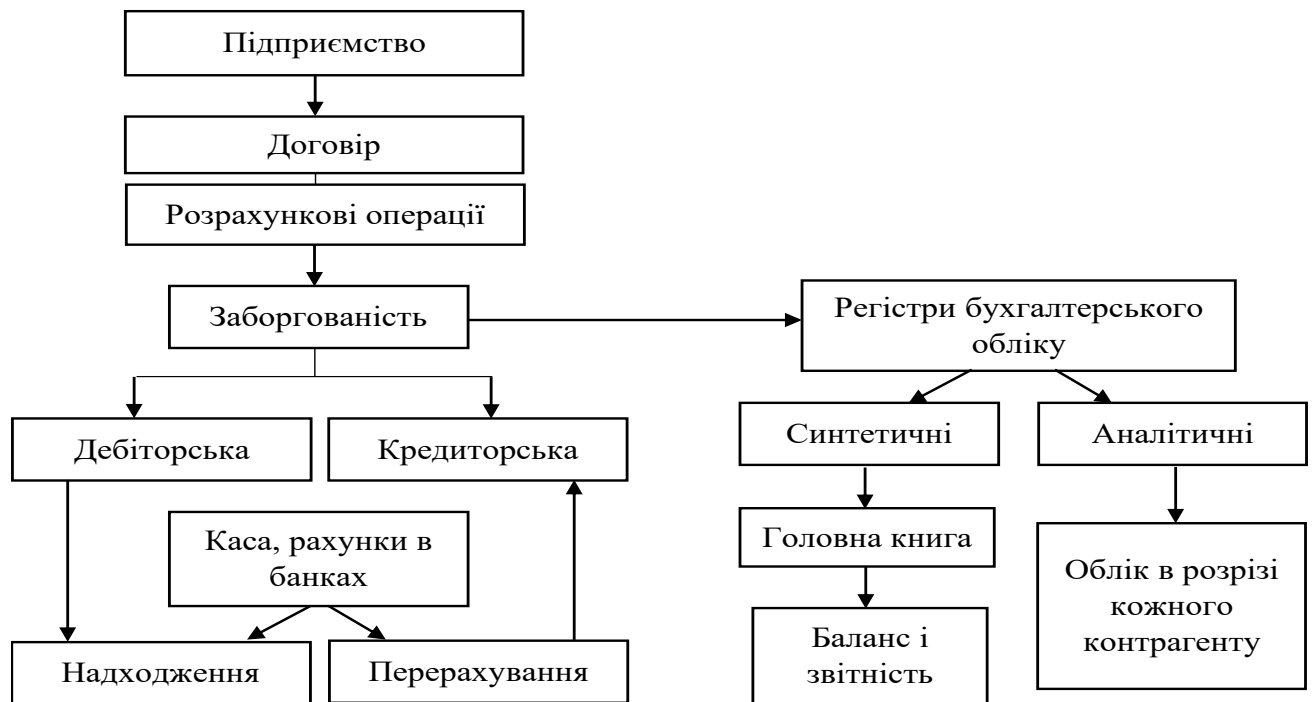 Підприємство
Договір
Розрахункові операції
Заборгованість
Регістри бухгалтерського
обліку
Дебіторська
Кредиторська
Синтетичні
Аналітичні
Каса, рахунки в
банках
Головна книга
Облік в розрізі
кожного
контрагенту
Надходження
Перерахування
Баланс і
звітність